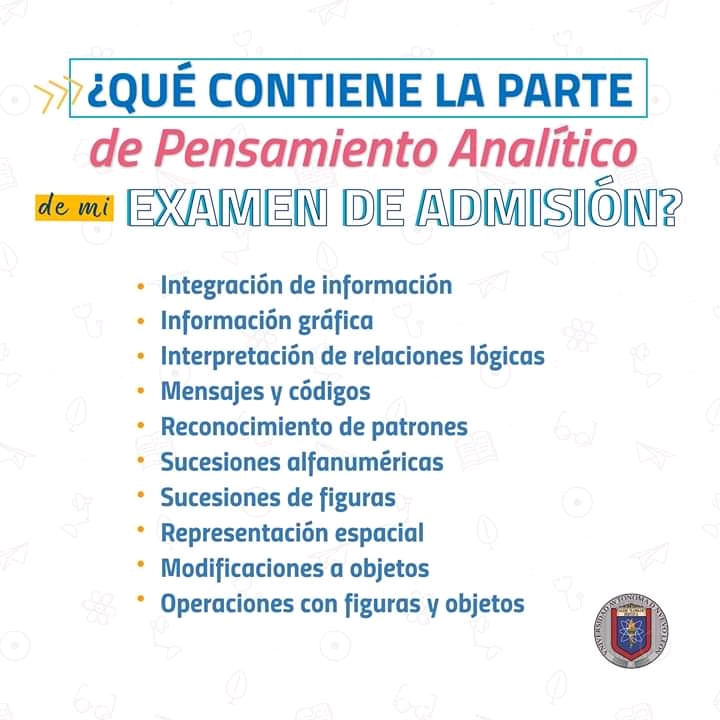 ¿QUÉ CONTIENE LA PARTE
de Pensamiento Analítico
de mi EXAMEN DE ADMISIÓN?
• Integración de información
• Información gráfica
• Interpretación de relaciones lógicas
• Mensajes y códigos
• Reconocimiento de patrones
• Sucesiones alfanuméricas
• Sucesiones de figuras
• Representación espacial
• Modificaciones a objetos
• Operaciones con figuras y objetos